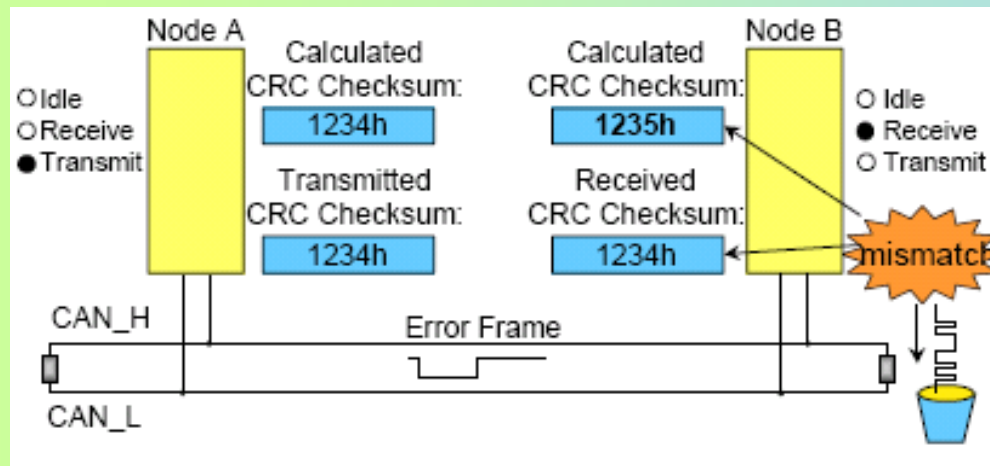 Node A
Calculated
CRC Checksum:
1234h
Idle
Receive
Transmit
Transmitted
CRC Checksum:
1234h
Calculated
CRC Checksum:
1235h
Received
CRC Checksum:
1234h
Node B
Idle
Receive
Transmit
mismatch
CAN_H
Error Frame
CAN_L